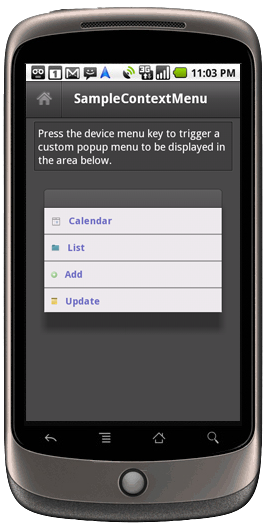 11:03 PM
SampleContextMenu
Press the device menu key to trigger a
custom popup menu to be displayed in
the area below.
Calendar
List
Add
Update